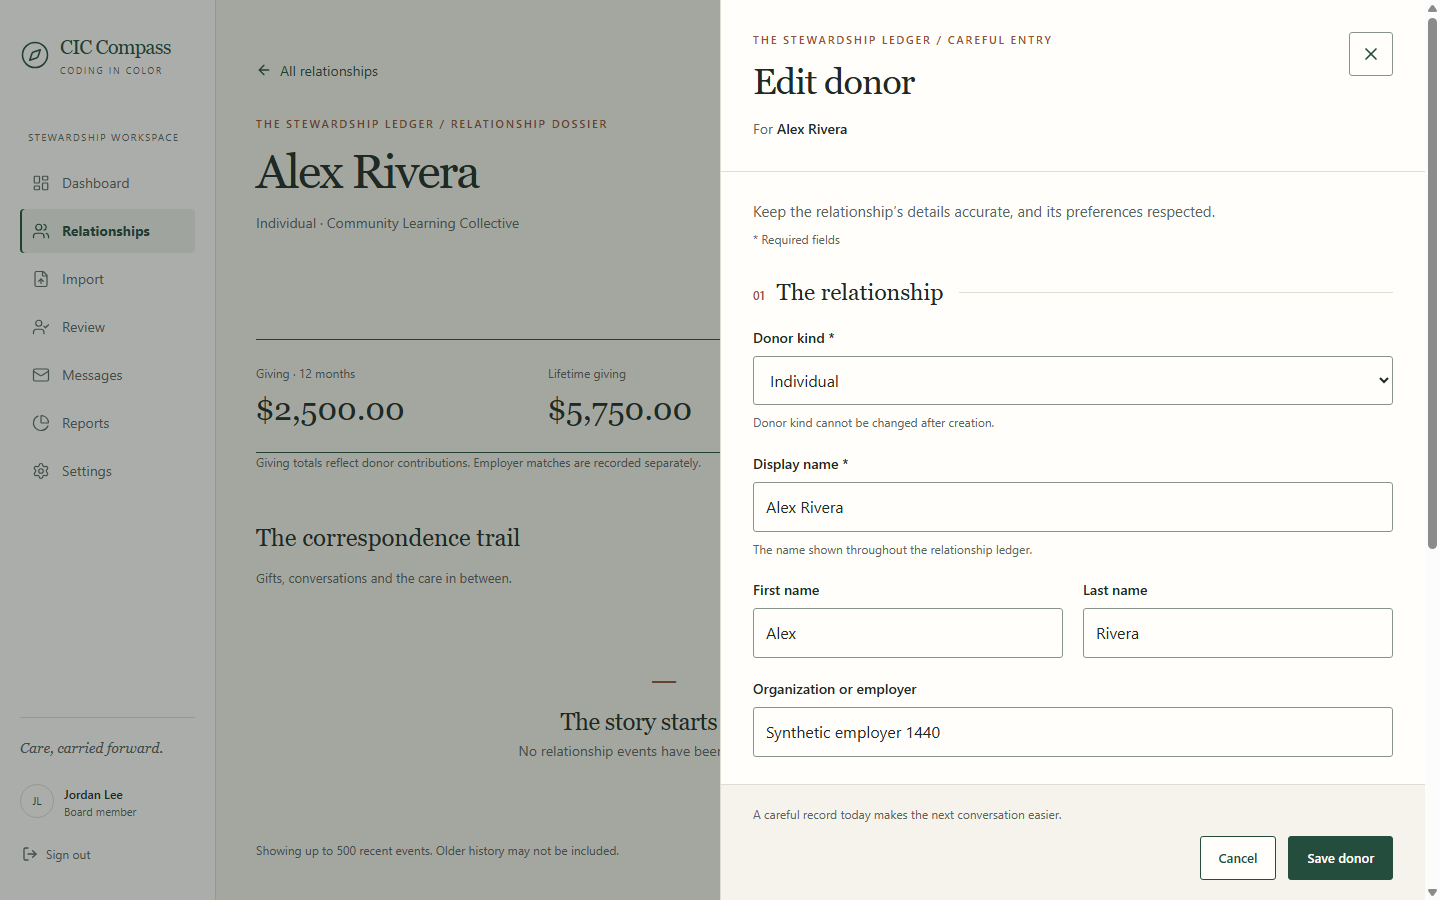 CIC Compass
CODING IN COLOR
STEWARDSHIP WORKSPACE
Dashboard
Relationships
Import
Review
Messages
Reports
Settings
Care, carried forward.
JL
Jordan Lee
Board member
Sign out
All relationships
THE STEWARDSHIP LEDGER / RELATIONSHIP DOSSIER
Alex Rivera
Individual · Community Learning Collective
Giving · 12 months
Lifetime giving
$2,500.00
$5,750.00
Giving totals reflect donor contributions. Employer matches are recorded separately.
The correspondence trail
Gifts, conversations and the care in between.
The story starts
No relationship events have been
Showing up to 500 recent events. Older history may not be included.
THE STEWARDSHIP LEDGER / CAREFUL ENTRY
Edit donor
For Alex Rivera
Keep the relationship's details accurate, and its preferences respected.
* Required fields
01 The relationship
Donor kind *
Individual
Donor kind cannot be changed after creation.
Display name *
Alex Rivera
The name shown throughout the relationship ledger.
First name
Last name
Alex
Rivera
Organization or employer
Synthetic employer 1440
A careful record today makes the next conversation easier.
Cancel
Save donor